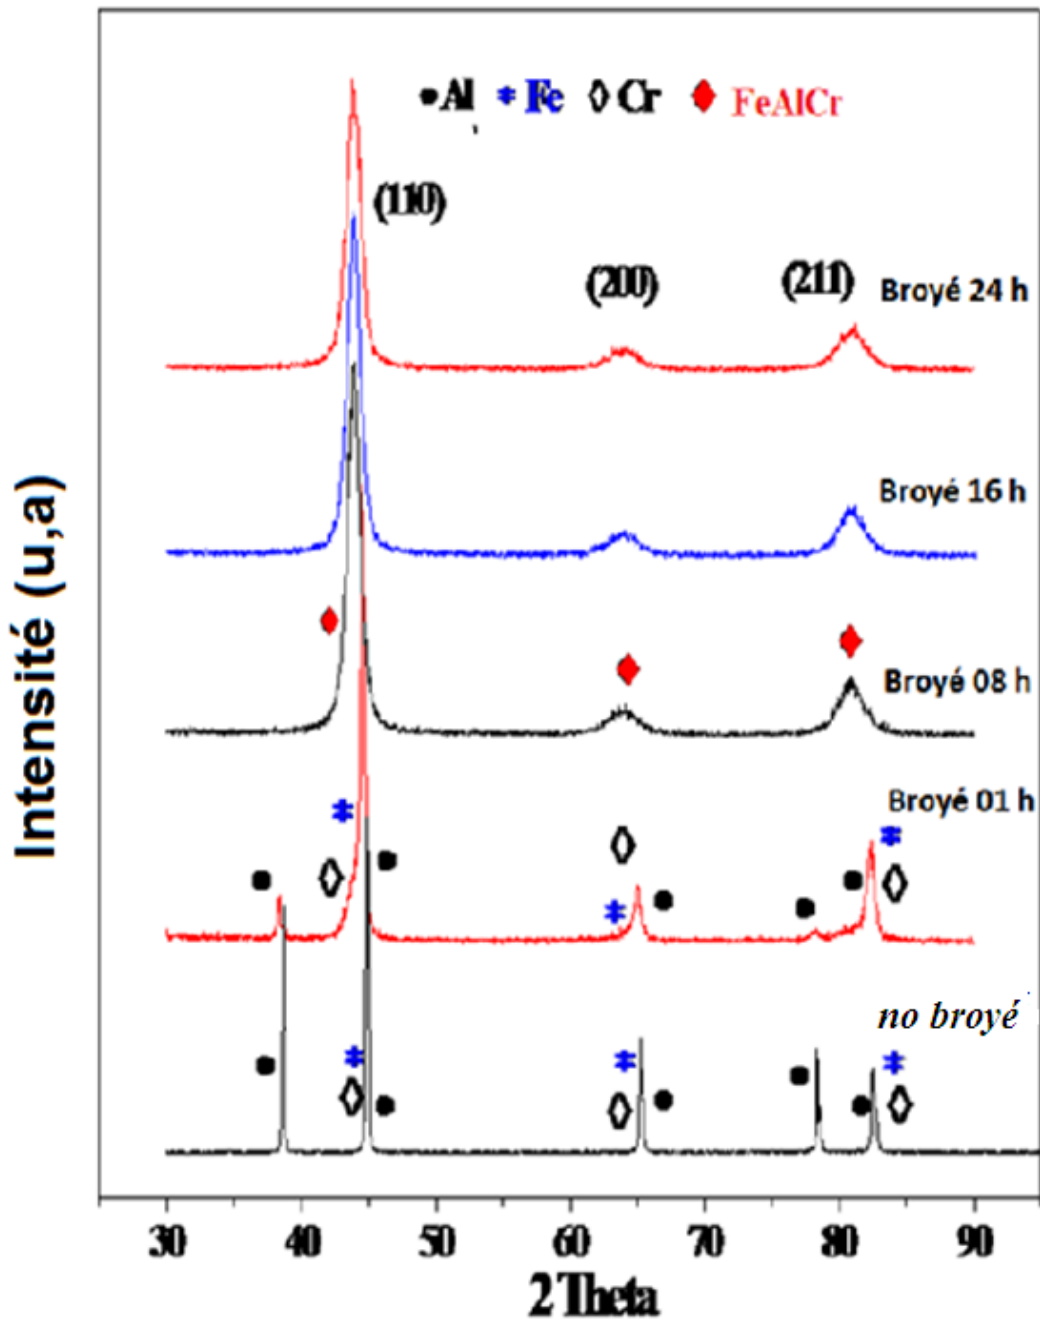 Al Fe Cr FeAlCr
(110)
(200) (211) Broyé 24 h
Broyé 16 h
Broyé 08 h
Broyé 01 h
no broyé
Intensité (u,a)
30 40 50 60 70 80 90
2 Theta